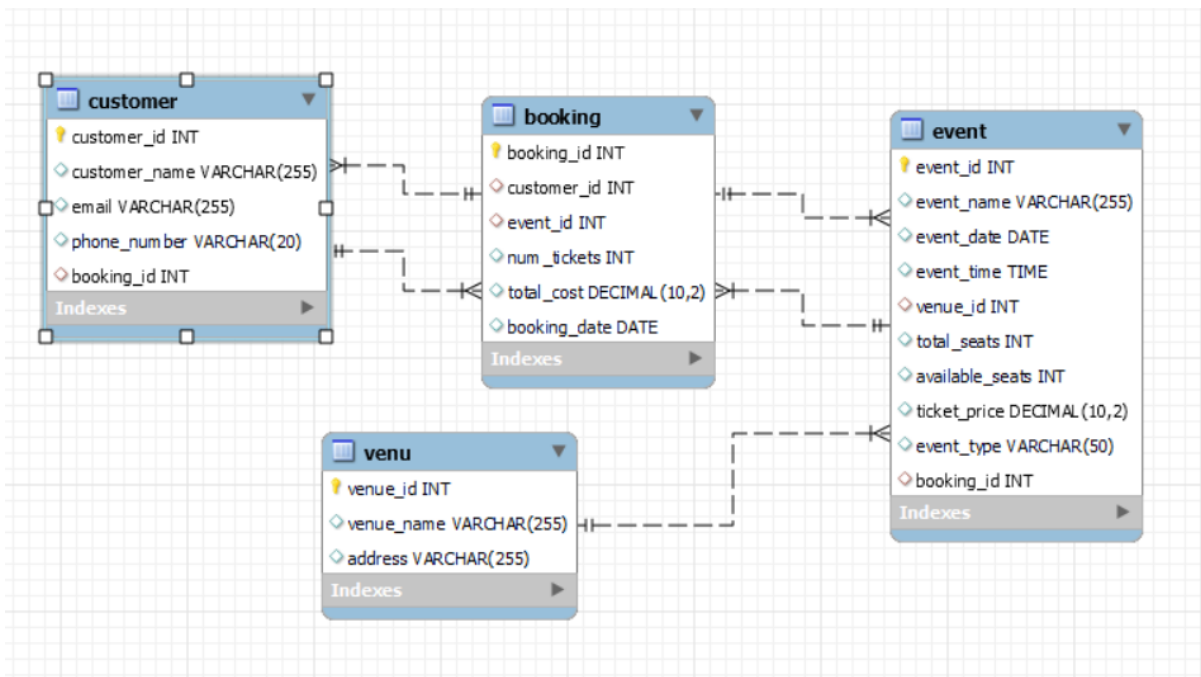 customer
customer_id INT
customer_name VARCHAR(255)
email VARCHAR(255)
phone_number VARCHAR(20)
booking_id INT
Indexes
booking
booking_id INT
customer_id INT
event_id INT
num_tickets INT
total_cost DECIMAL(10,2)
booking_date DATE
Indexes
event
event_id INT
event_name VARCHAR(255)
event_date DATE
event_time TIME
venue_id INT
total_seats INT
available_seats INT
ticket_price DECIMAL(10,2)
event_type VARCHAR(50)
booking_id INT
Indexes
venu
venue_id INT
venue_name VARCHAR(255)
address VARCHAR(255)
Indexes